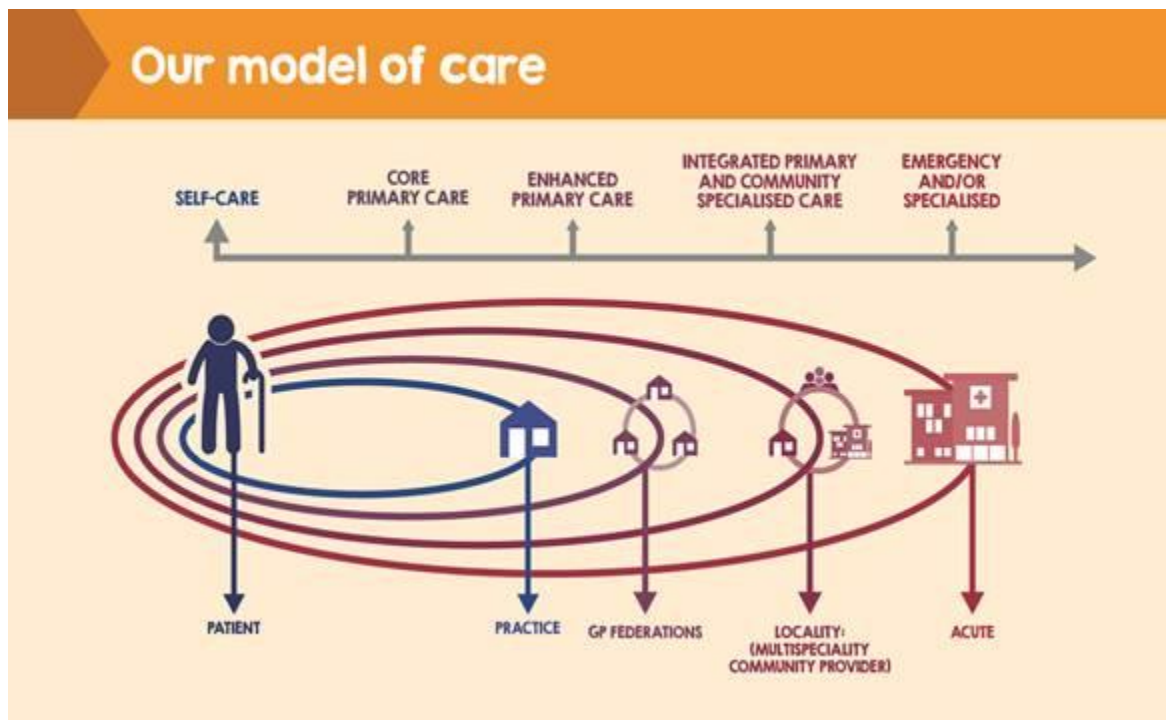 Our model of care
SELF-CARE
CORE
PRIMARY CARE
ENHANCED
PRIMARY CARE
INTEGRATED PRIMARY
AND COMMUNITY
SPECIALISED CARE
EMERGENCY
AND/OR
SPECIALISED
PATIENT
PRACTICE
GP FEDERATIONS
LOCALITY:
(MULTISPECIALITY
COMMUNITY PROVIDER)
ACUTE